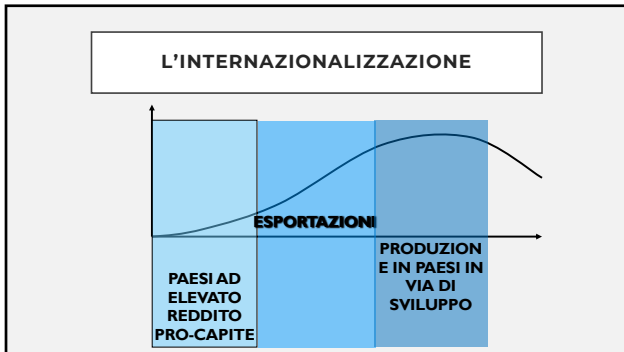 L’INTERNAZIONALIZZAZIONE
ESPORTAZIONI
PAESI AD
ELEVATO
REDDITO
PRO-CAPITE
PRODUZION
E IN PAESI IN
VIA DI
SVILUPPO